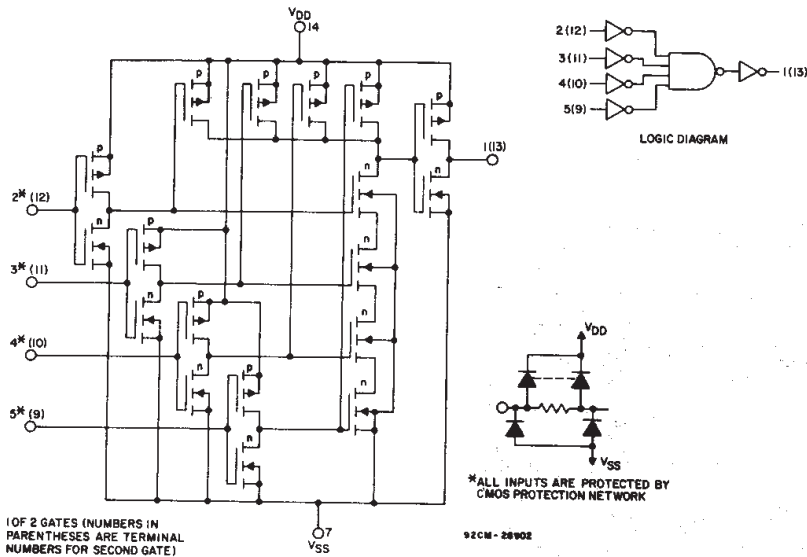 VDD
14
p
p
p
p
p
p
1(13)
2*(12)
n
n
n
p
n
3*(11)
n
p
n
4*(10)
n
p
n
5*(9)
n
7
VSS
1 OF 2 GATES (NUMBERS IN
PARENTHESES ARE TERMINAL
NUMBERS FOR SECOND GATE)
2(12)
3(11)
4(10)
5(9)
1(13)
LOGIC DIAGRAM
VDD
VSS
*ALL INPUTS ARE PROTECTED BY
CMOS PROTECTION NETWORK
92CM-28902